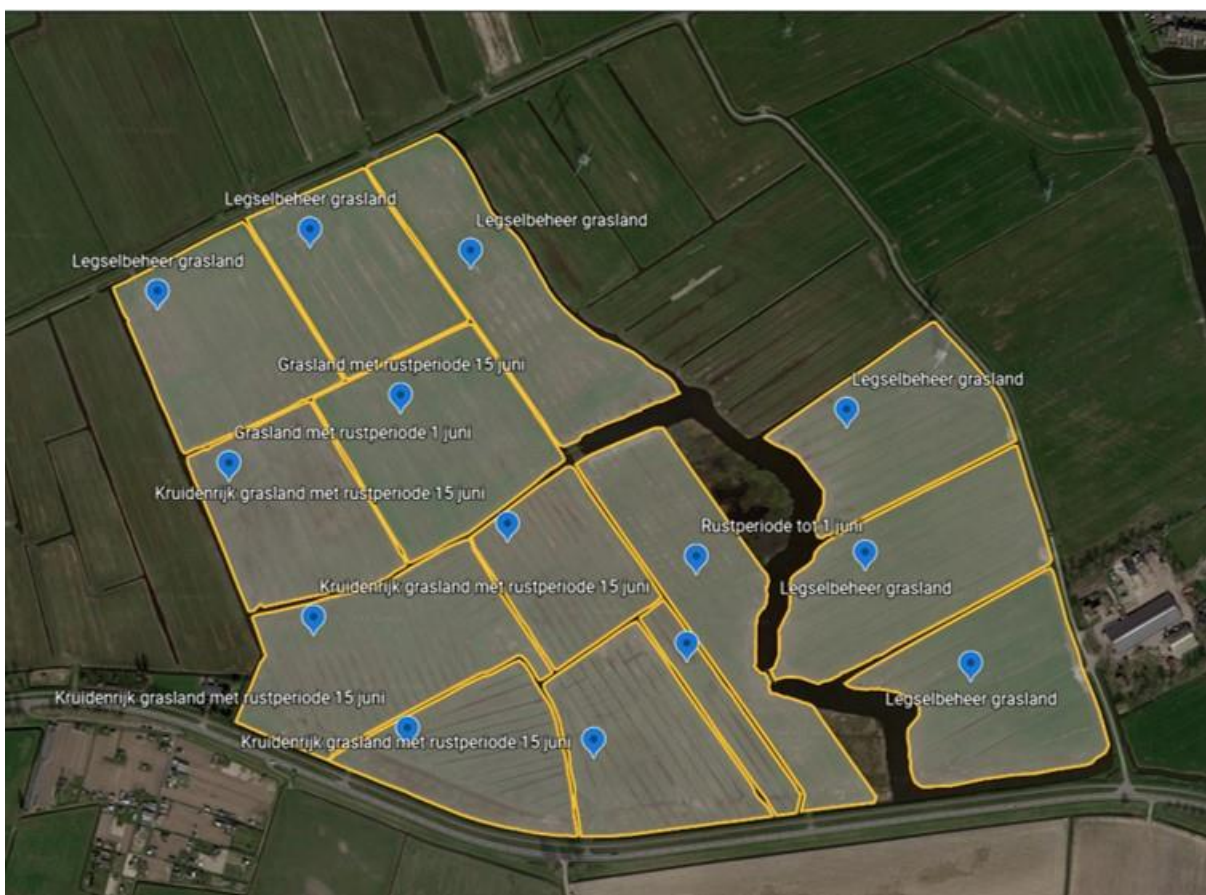 Legselbeheer grasland
Legselbeheer grasland
Legselbeheer grasland
Grasland met rustperiode 15 juni
Legselbeheer grasland
Grasland met rustperiode 1 juni
Kruidenrijk grasland met rustperiode 15 juni
Rustperiode tot 1 juni
Kruidenrijk grasland met rustperiode 15 juni
Legselbeheer grasland
Kruidenrijk grasland met rustperiode 15 juni
Legselbeheer grasland
Kruidenrijk grasland met rustperiode 15 juni